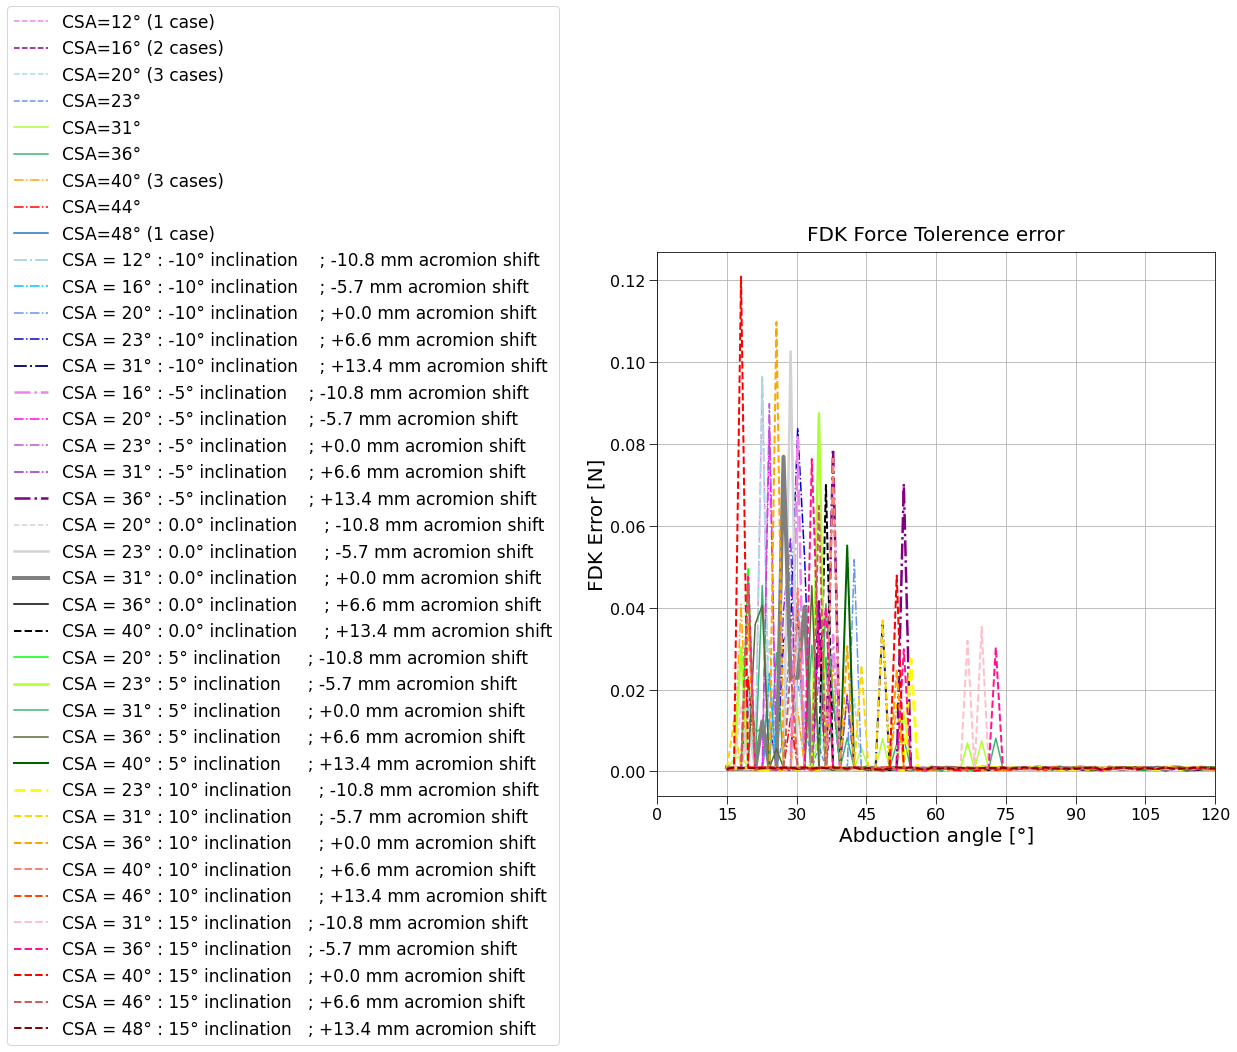 CSA=12° (1 case)
CSA=16° (2 cases)
CSA=20° (3 cases)
CSA=23°
CSA=31°
CSA=36°
CSA=40° (3 cases)
CSA=44°
CSA=48° (1 case)
CSA = 12° : -10° inclination ; -10.8 mm acromion shift
CSA = 16° : -10° inclination ; -5.7 mm acromion shift
CSA = 20° : -10° inclination ; +0.0 mm acromion shift
CSA = 23° : -10° inclination ; +6.6 mm acromion shift
CSA = 31° : -10° inclination ; +13.4 mm acromion shift
CSA = 16° : -5° inclination ; -10.8 mm acromion shift
CSA = 20° : -5° inclination ; -5.7 mm acromion shift
CSA = 23° : -5° inclination ; +0.0 mm acromion shift
CSA = 31° : -5° inclination ; +6.6 mm acromion shift
CSA = 36° : -5° inclination ; +13.4 mm acromion shift
CSA = 20° : 0.0° inclination ; -10.8 mm acromion shift
CSA = 23° : 0.0° inclination ; -5.7 mm acromion shift
CSA = 31° : 0.0° inclination ; +0.0 mm acromion shift
CSA = 36° : 0.0° inclination ; +6.6 mm acromion shift
CSA = 40° : 0.0° inclination ; +13.4 mm acromion shift
CSA = 20° : 5° inclination ; -10.8 mm acromion shift
CSA = 23° : 5° inclination ; -5.7 mm acromion shift
CSA = 31° : 5° inclination ; +0.0 mm acromion shift
CSA = 36° : 5° inclination ; +6.6 mm acromion shift
CSA = 40° : 5° inclination ; +13.4 mm acromion shift
CSA = 23° : 10° inclination ; -10.8 mm acromion shift
CSA = 31° : 10° inclination ; -5.7 mm acromion shift
CSA = 36° : 10° inclination ; +0.0 mm acromion shift
CSA = 40° : 10° inclination ; +6.6 mm acromion shift
CSA = 46° : 10° inclination ; +13.4 mm acromion shift
CSA = 31° : 15° inclination ; -10.8 mm acromion shift
CSA = 36° : 15° inclination ; -5.7 mm acromion shift
CSA = 40° : 15° inclination ; +0.0 mm acromion shift
CSA = 46° : 15° inclination ; +6.6 mm acromion shift
CSA = 48° : 15° inclination ; +13.4 mm acromion shift
FDK Force Tolerence error
FDK Error [N]
0.12
0.10
0.08
0.06
0.04
0.02
0.00
0 15 30 45 60 75 90 105 120
Abduction angle [°]